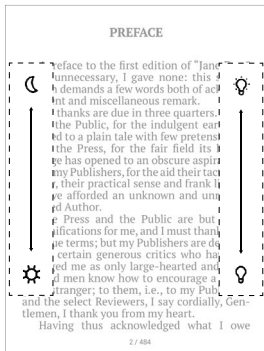 PREFACE
reface to the first edition of "Jane
unnecessary, I gave none: this
demands a few words both of ack
nt and miscellaneous remark.
thanks are due in three quarters.
the Public, for the indulgent ear
d to a plain tale with few pretens
the Press, for the fair field its
e has opened to an obscure aspir
my Publishers, for the aid their tac
, their practical sense and frank li
ve afforded an unknown and unr
d Author.
e Press and the Public are but
ifications for me, and I must than
ue terms; but my Publishers are de
certain generous critics who ha
ed me as only large-hearted and
d men know how to encourage a
tranger; to them, i.e., to my Pub
and the select Reviewers, I say cordially, Gen-
tlemen, I thank you from my heart.
Having thus acknowledged what I owe
2 / 484